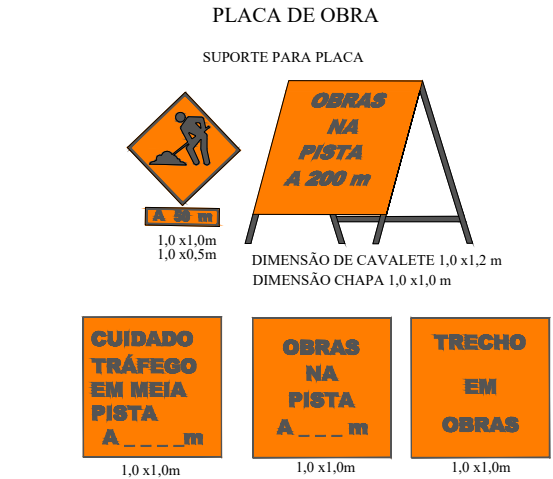 PLACA DE OBRA
SUPORTE PARA PLACA
OBRAS
NA
PISTA
A 200 m
A 50 m
1,0 x1,0m
1,0 x0,5m
DIMENSÃO DE CAVALETE 1,0 x1,2 m
DIMENSÃO CHAPA 1,0 x1,0 m
CUIDADO
TRÁFEGO
EM MEIA
PISTA
A _ _ _ _m
1,0 x1,0m
OBRAS
NA
PISTA
A _ _ _ m
1,0 x1,0m
TRECHO
EM
OBRAS
1,0 x1,0m